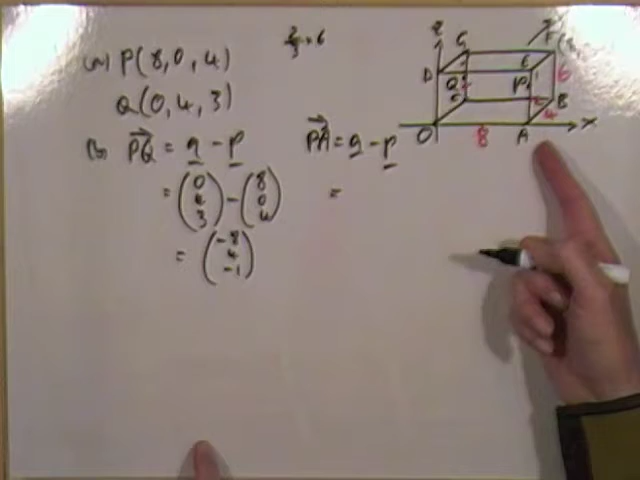 (a) P(8, 0, 4)
Q(0, 4, 3)
(b) PQ = q - p
= (0 4 3) - (8 0 4)
= (-8 4 -1)
PA = a - p
=
G
D
E
P
Q
C
B
O
A
x
8
4
6